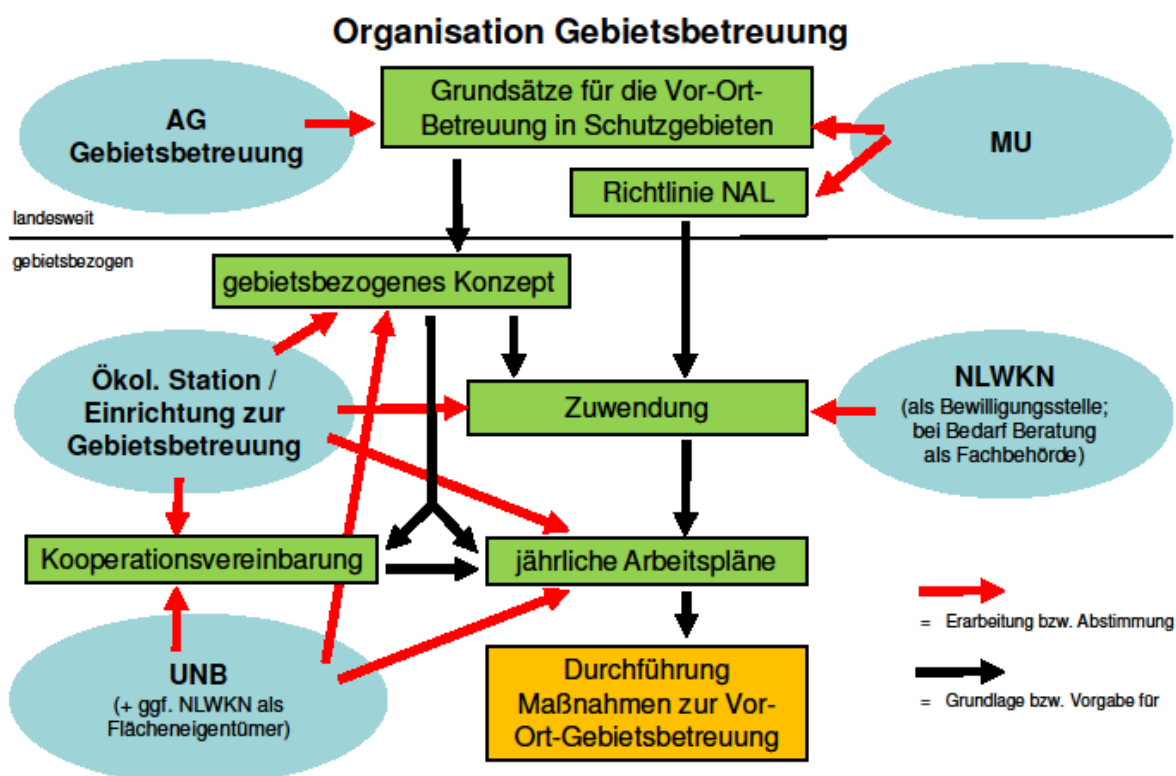 Organisation Gebietsbetreuung
AG
Gebietsbetreuung
Grundsätze für die Vor-Ort-
Betreuung in Schutzgebieten
MU
Richtlinie NAL
landesweit
gebietsbezogen
gebietsbezogenes Konzept
Ökol. Station /
Einrichtung zur
Gebietsbetreuung
Zuwendung
NLWKN
(als Bewilligungsstelle;
bei Bedarf Beratung
als Fachbehörde)
Kooperationsvereinbarung
jährliche Arbeitspläne
= Erarbeitung bzw. Abstimmung
UNB
(+ ggf. NLWKN als
Flächeneigentümer)
Durchführung
Maßnahmen zur Vor-
Ort-Gebietsbetreuung
= Grundlage bzw. Vorgabe für